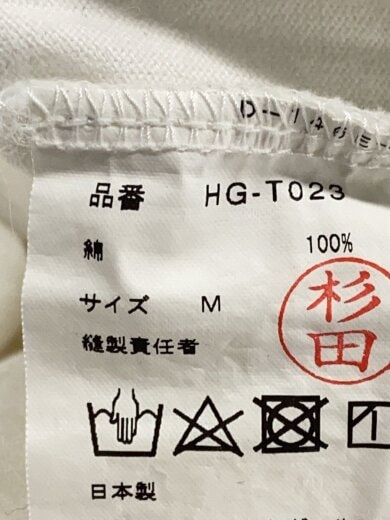 品番 HG-T023
綿 100%
サイズ M
縫製責任者
杉田
日本製